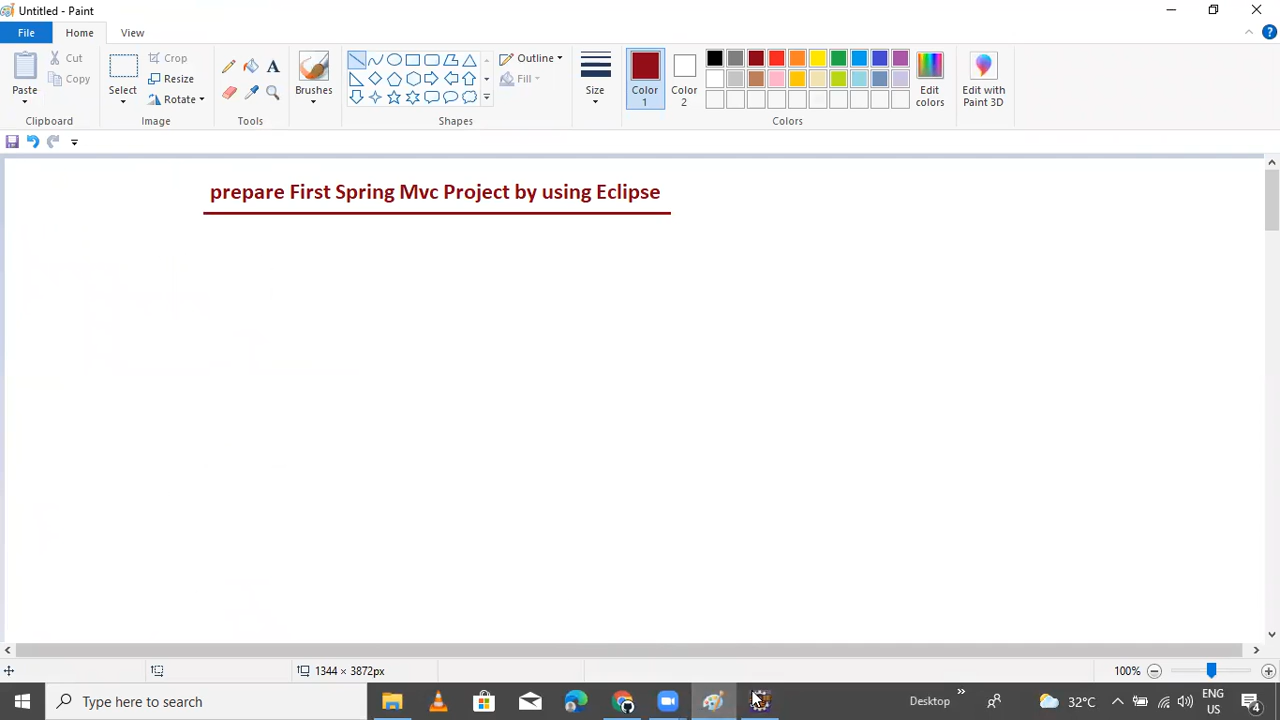 Untitled - Paint
File
Home
View
Paste
Cut
Copy
Clipboard
Select
Crop
Resize
Rotate
Image
A
Tools
Brushes
Outline
Fill
Shapes
Size
Color
1
Color
2
Edit
colors
Colors
Edit with
Paint 3D
prepare First Spring Mvc Project by using Eclipse
1344 × 3872px
100%
Type here to search
Desktop
32°C
ENG
US
4